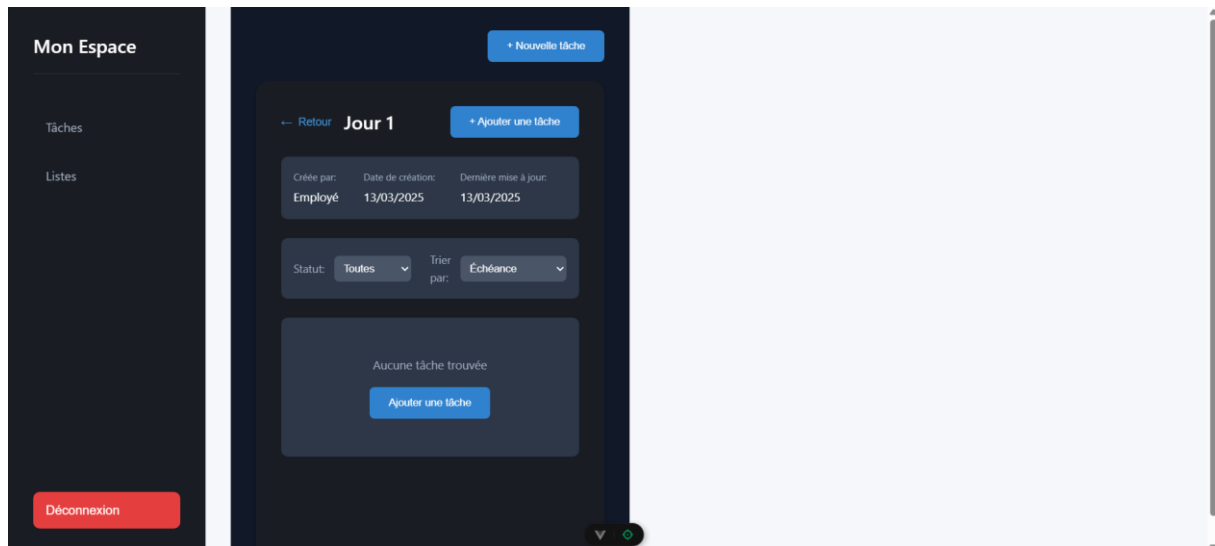 Mon Espace
Tâches
Listes
Déconnexion
+ Nouvelle tâche
← Retour Jour 1 + Ajouter une tâche
Créée par: Date de création: Dernière mise à jour:
Employé 13/03/2025 13/03/2025
Statut: Toutes Trier par: Échéance
Aucune tâche trouvée
Ajouter une tâche